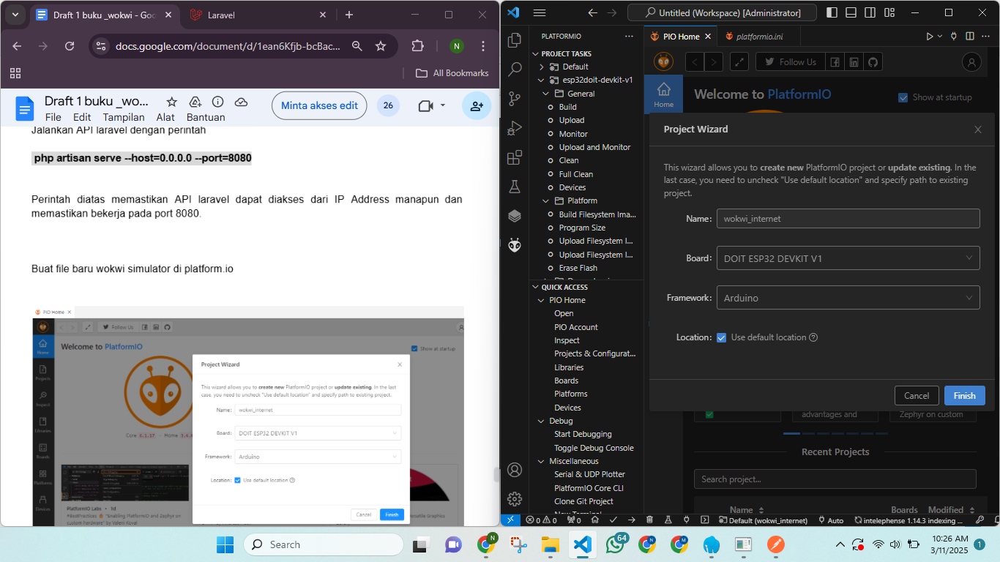 Draft 1 buku _wokwi - Goo
Laravel
docs.google.com/document/d/1ean6Kfjb-bcBac...
N
All Bookmarks
Draft 1 buku _wo...
File Edit Tampilan Alat Bantuan
Minta akses edit
26
Jalankan API laravel dengan perintah
php artisan serve --host=0.0.0.0 --port=8080
Perintah diatas memastikan API laravel dapat diakses dari IP Address manapun dan
memastikan bekerja pada port 8080.
Buat file baru wokwi simulator di platform.io
PIO Home
Follow Us
Home
Welcome to PlatformIO
Show at startup
Projects
Inspect
Libraries
Boards
Platforms
Devices
Project Wizard
This wizard allows you to create new PlatformIO project or update existing. In the last
case, you need to uncheck "Use default location" and specify path to existing project.
Name: wokwi_internet
Board: DOIT ESP32 DEVKIT V1
Framework: Arduino
Location: Use default location
Cancel Finish
PlatformIO Labs • 1d
#BestPractices "Enabling PlatformIO and Zephyr on
custom hardware" by Valerii Koval
Untitled (Workspace) [Administrator]
PLATFORMIO
PROJECT TASKS
Default
esp32doit-devkit-v1
General
Build
Upload
Monitor
Upload and Monitor
Clean
Full Clean
Devices
Platform
Build Filesystem Ima...
Program Size
Upload Filesystem I...
Upload Filesystem I...
Erase Flash
QUICK ACCESS
PIO Home
Open
PIO Account
Inspect
Projects & Configurat...
Libraries
Boards
Platforms
Devices
Debug
Start Debugging
Toggle Debug Console
Miscellaneous
Serial & UDP Plotter
PlatformIO Core CLI
Clone Git Project
New Terminal
PIO Home
platformio.ini
Follow Us
Home
Welcome to PlatformIO
Show at startup
Project Wizard
This wizard allows you to create new PlatformIO project or update existing. In the
last case, you need to uncheck "Use default location" and specify path to existing
project.
Name: wokwi_internet
Board: DOIT ESP32 DEVKIT V1
Framework: Arduino
Location: Use default location
Cancel Finish
advantages and
Zephyr on custom
Recent Projects
Search project...
Name Boards Modified
0 0 0 Default (wokwi_internet) Auto intelephense 1.14.3 indexing ...
Search
N
64
N
M
10:26 AM
3/11/2025
1